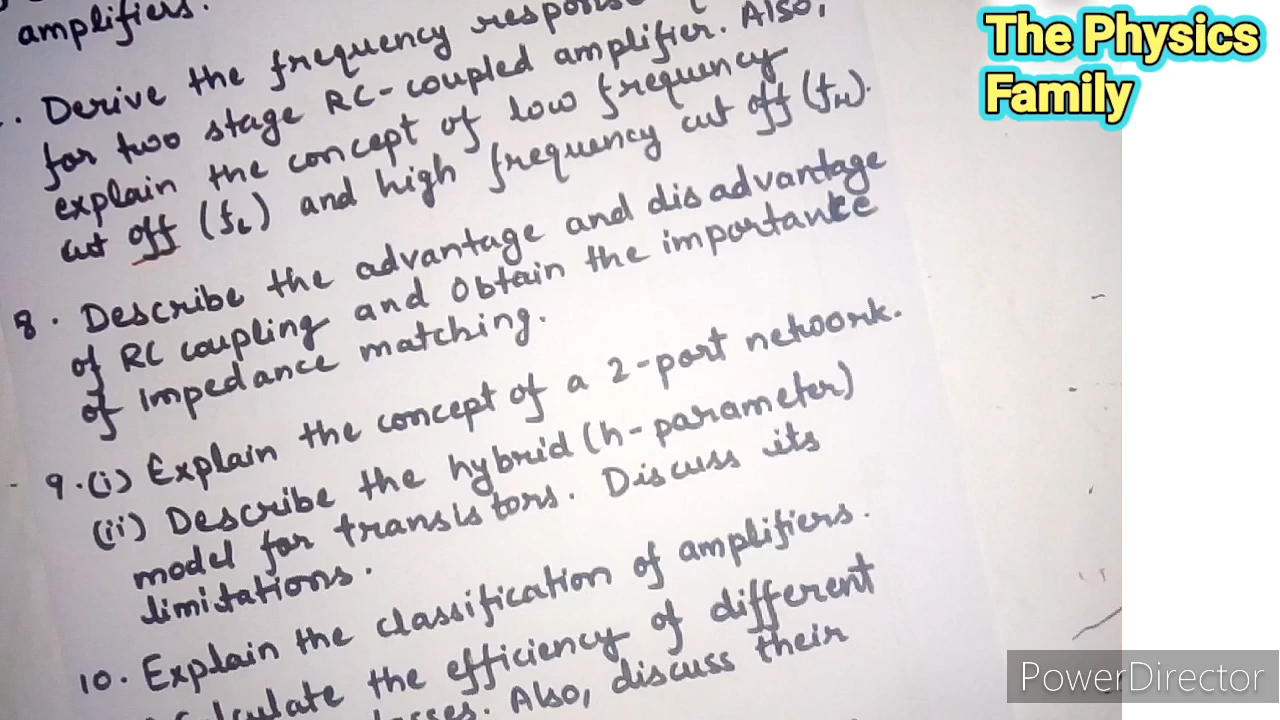 amplifiers.
. Derive the frequency response
for two stage RC-coupled amplifier. Also,
explain the concept of low frequency
cut off (fL) and high frequency cut off (fH).
8. Describe the advantage and disadvantage
of RC coupling and obtain the importance
of impedance matching.
9.(i) Explain the concept of a 2-port network.
(ii) Describe the hybrid (h-parameter)
model for transistors. Discuss its
limitations.
10. Explain the classification of amplifiers.
the efficiency of different
Also, discuss their
The Physics
Family
PowerDirector